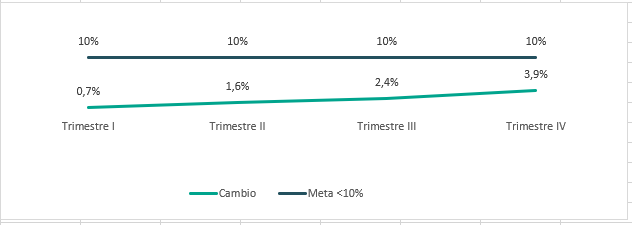 10% 10% 10% 10%
0,7% 1,6% 2,4% 3,9%
Trimestre I Trimestre II Trimestre III Trimestre IV
Cambio Meta <10%